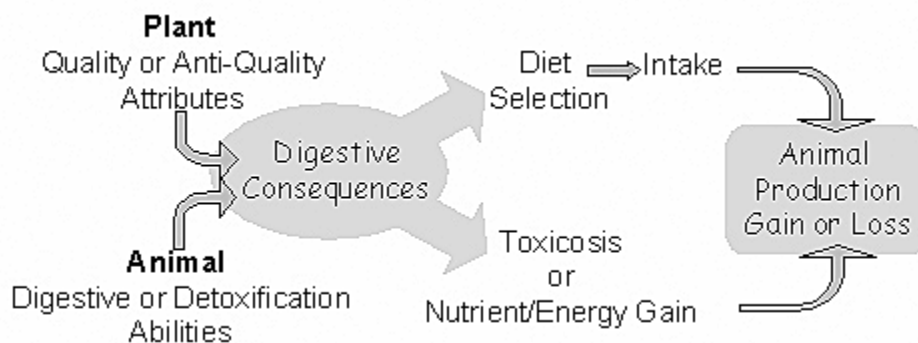 Plant
Quality or Anti-Quality
Attributes
Digestive
Consequences
Animal
Digestive or Detoxification
Abilities
Diet
Selection
Intake
Toxicosis
or
Nutrient/Energy Gain
Animal
Production
Gain or Loss